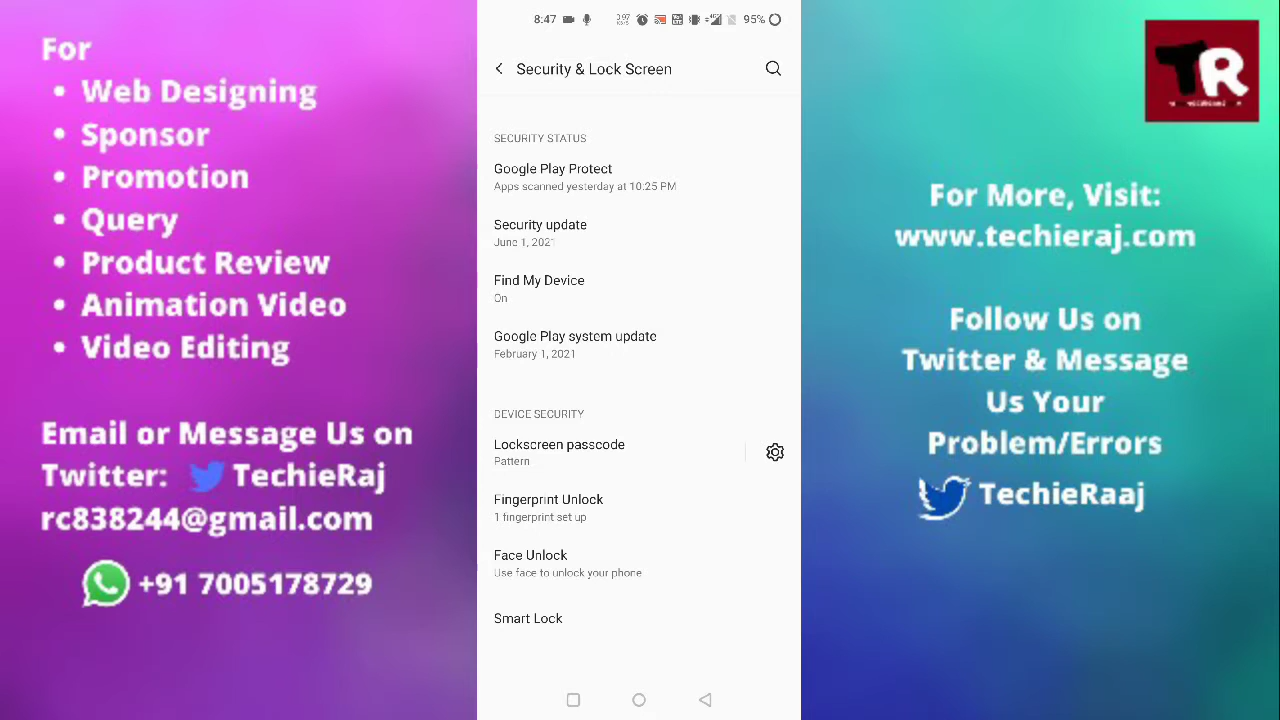 For
• Web Designing
• Sponsor
• Promotion
• Query
• Product Review
• Animation Video
• Video Editing
Email or Message Us on
Twitter: TechieRaj
rc838244@gmail.com
+91 7005178729
8:47
95%
Security & Lock Screen
SECURITY STATUS
Google Play Protect
Apps scanned yesterday at 10:25 PM
Security update
June 1, 2021
Find My Device
On
Google Play system update
February 1, 2021
DEVICE SECURITY
Lockscreen passcode
Pattern
Fingerprint Unlock
1 fingerprint set up
Face Unlock
Use face to unlock your phone
Smart Lock
TR
For More, Visit:
www.techieraj.com
Follow Us on
Twitter & Message
Us Your
Problem/Errors
TechieRaaj